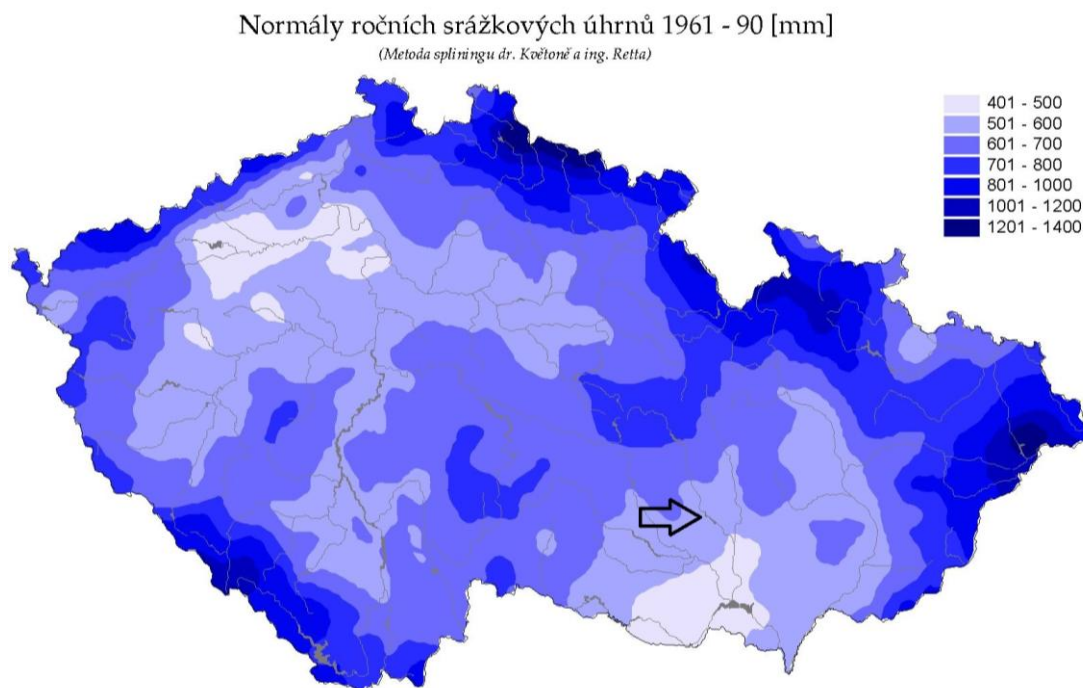 Normály ročních srážkových úhrnů 1961 - 90 [mm]
(Metoda spliningu dr. Květoně a ing. Retta)
401 - 500
501 - 600
601 - 700
701 - 800
801 - 1000
1001 - 1200
1201 - 1400